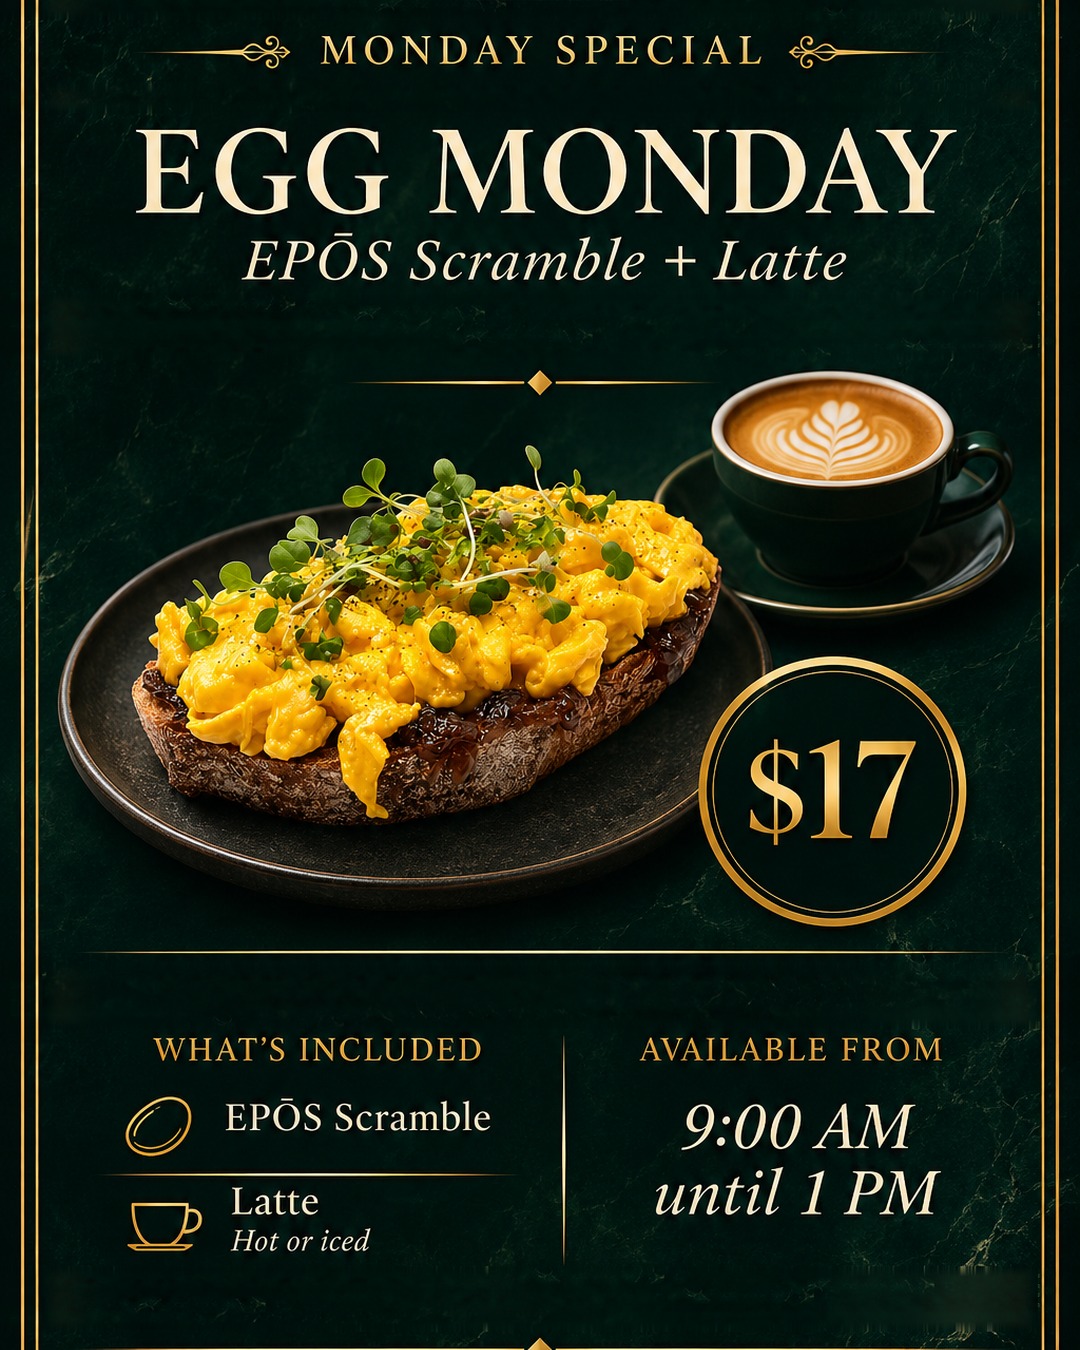 MONDAY SPECIAL
EGG MONDAY
EPŌS Scramble + Latte
$17
WHAT'S INCLUDED
EPŌS Scramble
Latte
Hot or iced
AVAILABLE FROM
9:00 AM
until 1 PM